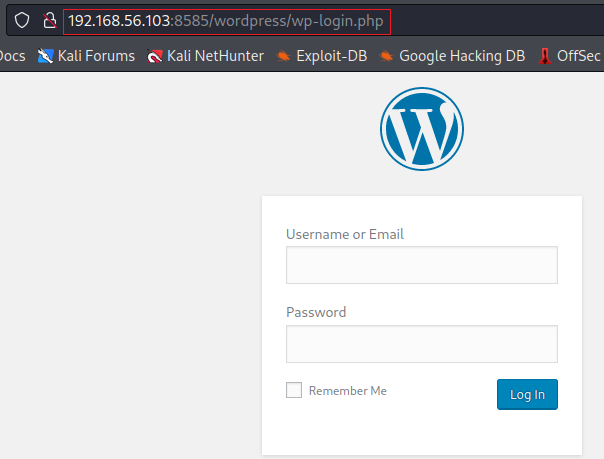 192.168.56.103:8585/wordpress/wp-login.php
Docs Kali Forums Kali NetHunter Exploit-DB Google Hacking DB OffSec
Username or Email
Password
Remember Me Log In